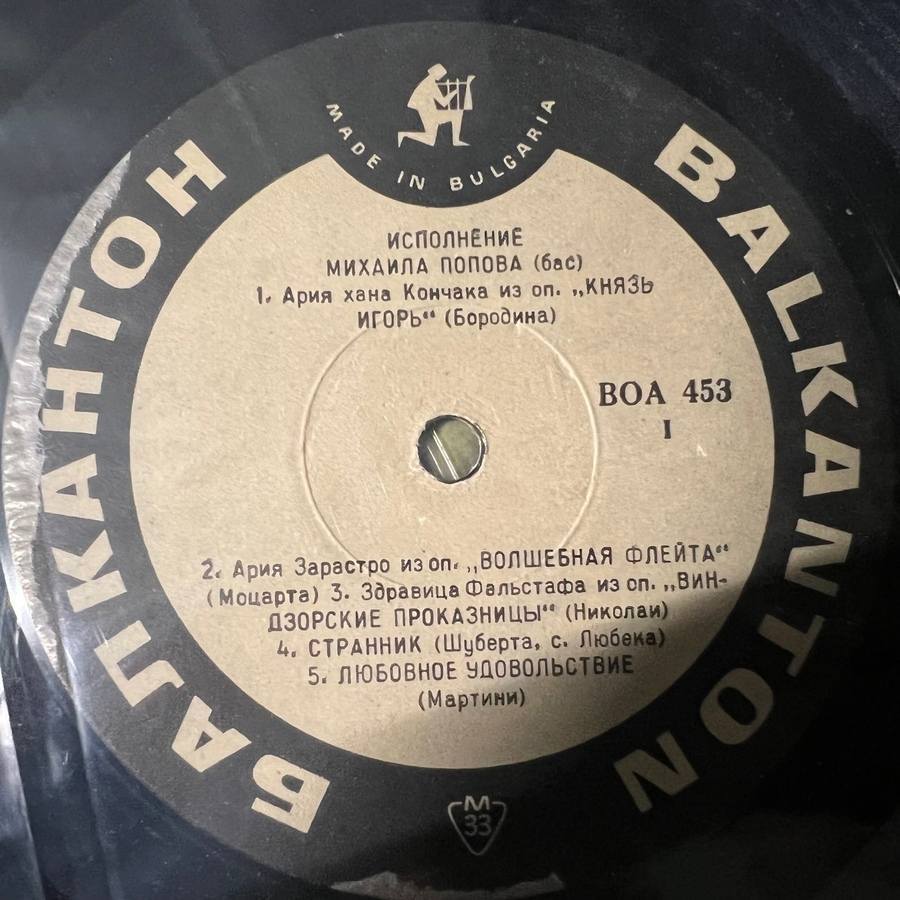 MADE IN BULGARIA
БАЛКАНТОН
BALKANTON
ИСПОЛНЕНИЕ
МИХАИЛА ПОПОВА (бас)
1. Ария хана Кончака из оп. „КНЯЗЬ
ИГОРЬ“ (Бородина)
ВОА 453
I
2. Ария Зарастро из оп. „ВОЛШЕБНАЯ ФЛЕЙТА“
(Моцарта) 3. Здравица Фальстафа из оп. „ВИН-
ДЗОРСКИЕ ПРОКАЗНИЦЫ“ (Николаи)
4. СТРАННИК (Шуберта, с. Любека)
5. ЛЮБОВНОЕ УДОВОЛЬСТВИЕ
(Мартини)
М
33